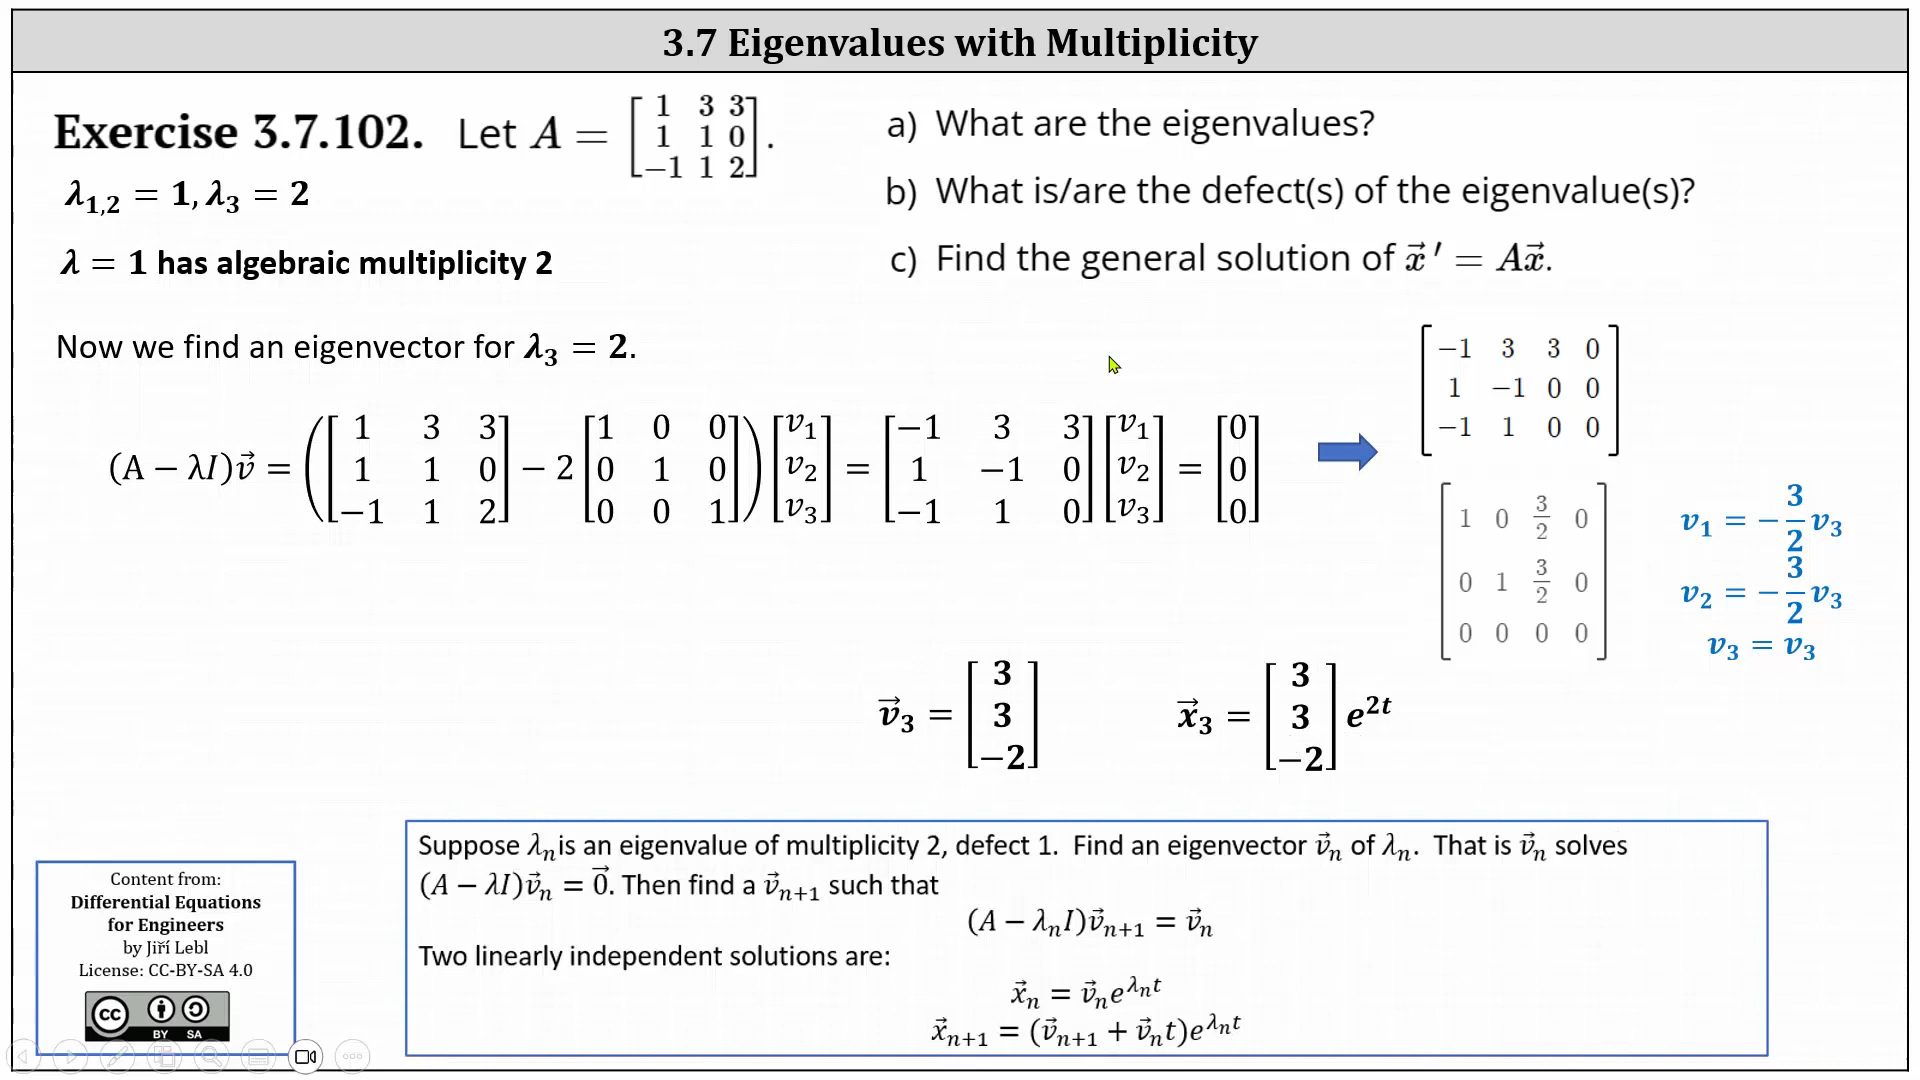 3.7 Eigenvalues with Multiplicity
Exercise 3.7.102. Let A = [1 3 3; 1 1 0; −1 1 2].
a) What are the eigenvalues?
b) What is/are the defect(s) of the eigenvalue(s)?
c) Find the general solution of x⃗ ′ = Ax⃗.
λ₁,₂ = 1, λ₃ = 2
λ = 1 has algebraic multiplicity 2
Now we find an eigenvector for λ₃ = 2.
(A − λI)v⃗ = ([1 3 3; 1 1 0; −1 1 2] − 2[1 0 0; 0 1 0; 0 0 1])[v₁; v₂; v₃] = [−1 3 3; 1 −1 0; −1 1 0][v₁; v₂; v₃] = [0; 0; 0]
[−1 3 3 0; 1 −1 0 0; −1 1 0 0]
[1 0 3/2 0; 0 1 3/2 0; 0 0 0 0]
v₁ = −3/2 v₃
v₂ = −3/2 v₃
v₃ = v₃
v⃗₃ = [3; 3; −2]
x⃗₃ = [3; 3; −2] e²ᵗ
Suppose λₙ is an eigenvalue of multiplicity 2, defect 1. Find an eigenvector v⃗ₙ of λₙ. That is v⃗ₙ solves
(A − λI)v⃗ₙ = 0⃗. Then find a v⃗ₙ₊₁ such that
(A − λₙI)v⃗ₙ₊₁ = v⃗ₙ
Two linearly independent solutions are:
x⃗ₙ = v⃗ₙe^(λₙt)
x⃗ₙ₊₁ = (v⃗ₙ₊₁ + v⃗ₙt)e^(λₙt)
Content from:
Differential Equations
for Engineers
by Jiří Lebl
License: CC-BY-SA 4.0
cc
BY SA